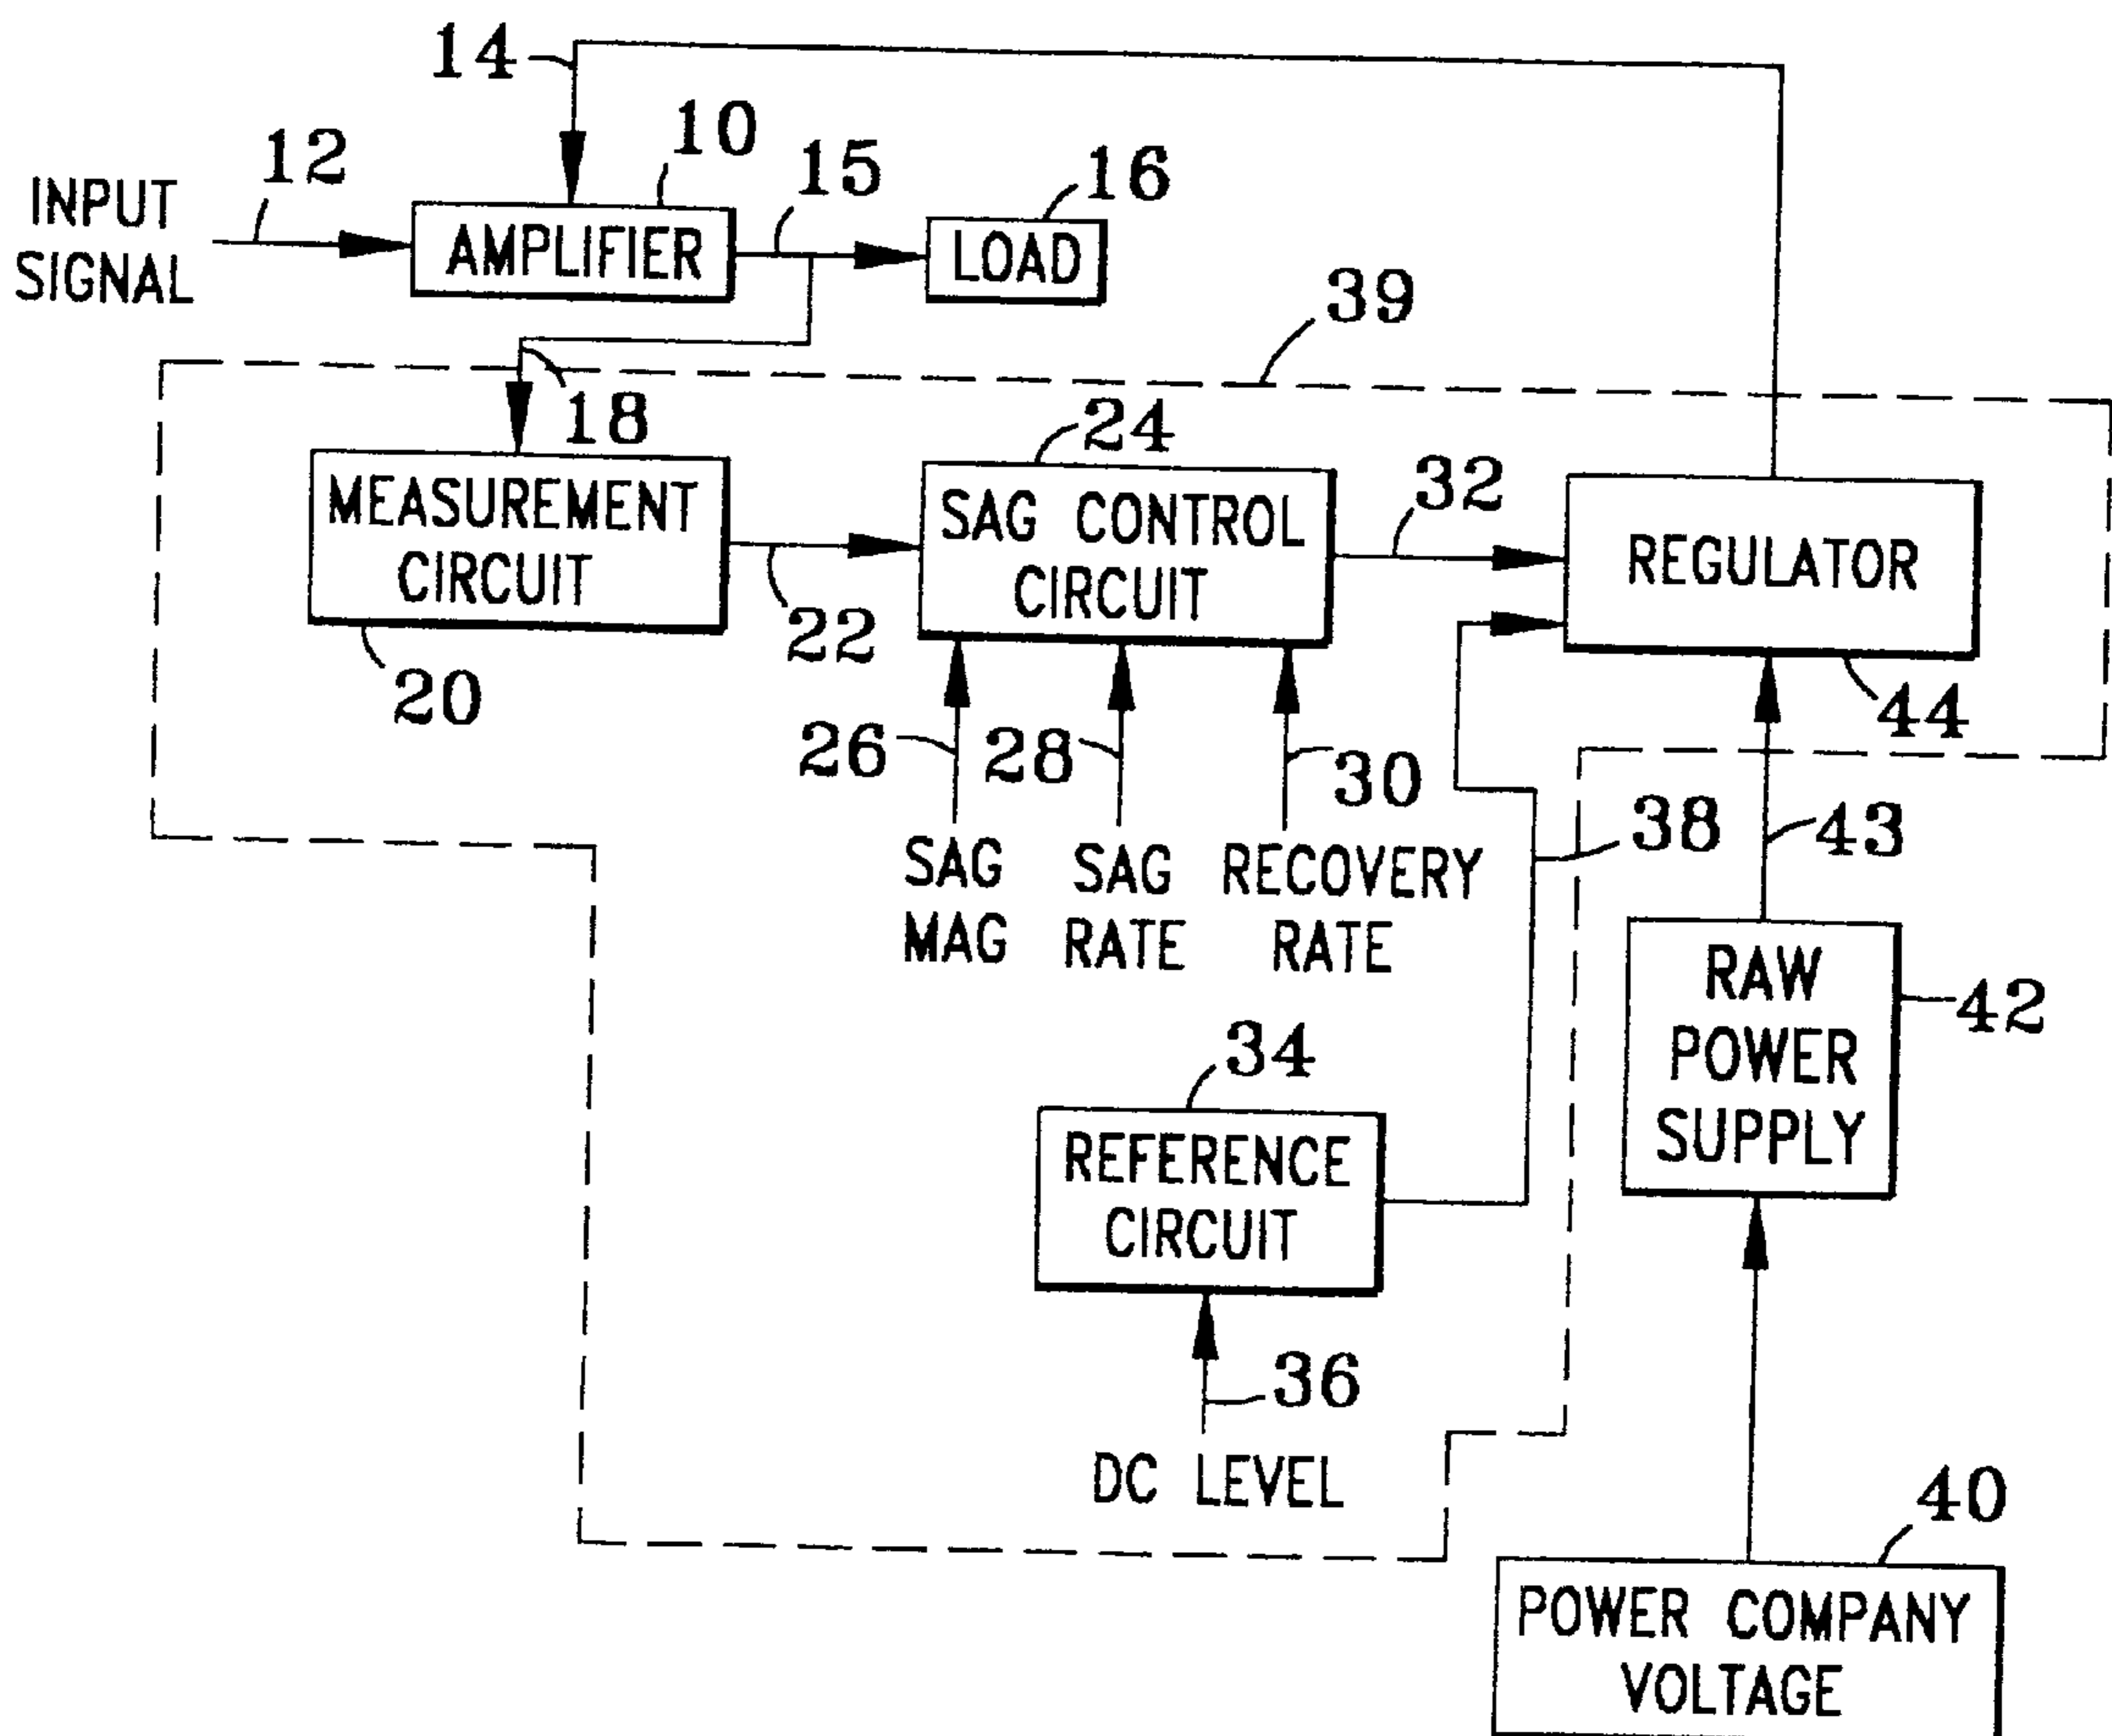 14
10
12
15
16
INPUT
SIGNAL
AMPLIFIER
LOAD
39
18
24
MEASUREMENT
CIRCUIT
SAG CONTROL
CIRCUIT
32
REGULATOR
22
20
44
26
28
30
38
43
SAG
MAG
SAG
RATE
RECOVERY
RATE
RAW
POWER
SUPPLY
42
34
REFERENCE
CIRCUIT
36
DC LEVEL
40
POWER COMPANY
VOLTAGE